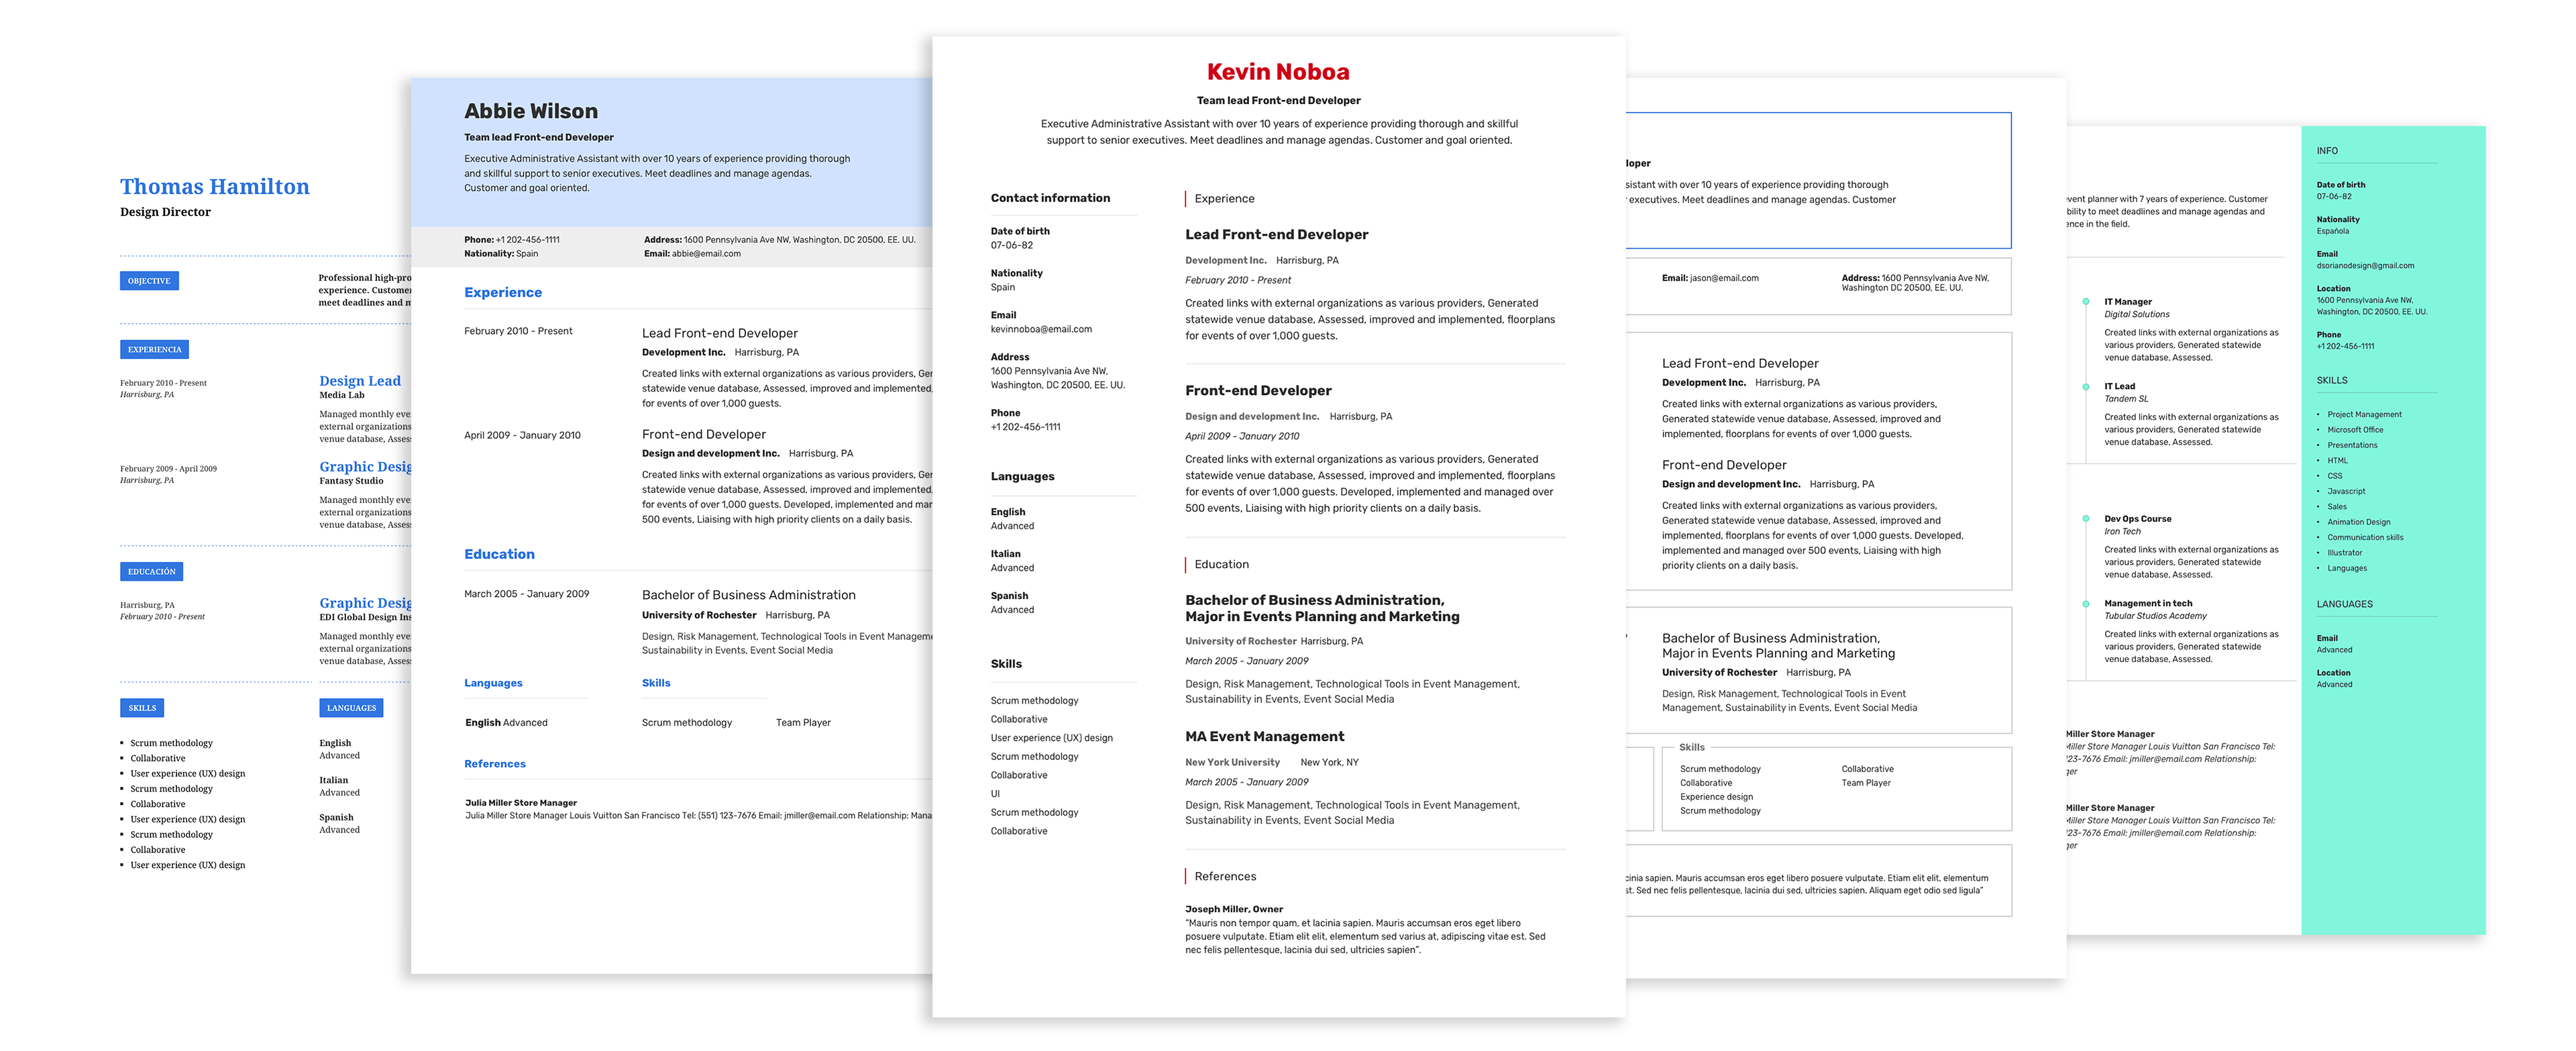 Thomas Hamilton
Design Director
OBJECTIVE
Professional high-pro
experience. Custome
meet deadlines and m
EXPERIENCIA
February 2010 - Present
Harrisburg, PA
Design Lead
Media Lab
Managed monthly eve
external organizations
venue database, Asses
February 2009 - April 2009
Harrisburg, PA
Graphic Desig
Fantasy Studio
Managed monthly eve
external organizations
venue database, Asses
EDUCACIÓN
Harrisburg, PA
February 2010 - Present
Graphic Desig
EDI Global Design Ins
Managed monthly eve
external organizations
venue database, Asses
SKILLS
Scrum methodology
Collaborative
User experience (UX) design
Scrum methodology
Collaborative
User experience (UX) design
Scrum methodology
Collaborative
User experience (UX) design
LANGUAGES
English
Advanced
Italian
Advanced
Spanish
Advanced
Abbie Wilson
Team lead Front-end Developer
Executive Administrative Assistant with over 10 years of experience providing thorough
and skillful support to senior executives. Meet deadlines and manage agendas.
Customer and goal oriented.
Phone: +1 202-456-1111
Nationality: Spain
Address: 1600 Pennsylvania Ave NW, Washington, DC 20500, EE. UU.
Email: abbie@email.com
Experience
February 2010 - Present
Lead Front-end Developer
Development Inc. Harrisburg, PA
Created links with external organizations as various providers, Ger
statewide venue database, Assessed, improved and implemented,
for events of over 1,000 guests.
April 2009 - January 2010
Front-end Developer
Design and development Inc. Harrisburg, PA
Created links with external organizations as various providers, Ger
statewide venue database, Assessed, improved and implemented,
for events of over 1,000 guests. Developed, implemented and mar
500 events, Liaising with high priority clients on a daily basis.
Education
March 2005 - January 2009
Bachelor of Business Administration
University of Rochester Harrisburg, PA
Design, Risk Management, Technological Tools in Event Manageme
Sustainability in Events, Event Social Media
Languages
English Advanced
Skills
Scrum methodology Team Player
References
Julia Miller Store Manager
Julia Miller Store Manager Louis Vuitton San Francisco Tel: (551) 123-7676 Email: jmiller@email.com Relationship: Mana
Kevin Noboa
Team lead Front-end Developer
Executive Administrative Assistant with over 10 years of experience providing thorough and skillful
support to senior executives. Meet deadlines and manage agendas. Customer and goal oriented.
Contact information
Date of birth
07-06-82
Nationality
Spain
Email
kevinnoboa@email.com
Address
1600 Pennsylvania Ave NW,
Washington, DC 20500, EE. UU.
Phone
+1 202-456-1111
Languages
English
Advanced
Italian
Advanced
Spanish
Advanced
Skills
Scrum methodology
Collaborative
User experience (UX) design
Scrum methodology
Collaborative
UI
Scrum methodology
Collaborative
Experience
Lead Front-end Developer
Development Inc. Harrisburg, PA
February 2010 - Present
Created links with external organizations as various providers, Generated
statewide venue database, Assessed, improved and implemented, floorplans
for events of over 1,000 guests.
Front-end Developer
Design and development Inc. Harrisburg, PA
April 2009 - January 2010
Created links with external organizations as various providers, Generated
statewide venue database, Assessed, improved and implemented, floorplans
for events of over 1,000 guests. Developed, implemented and managed over
500 events, Liaising with high priority clients on a daily basis.
Education
Bachelor of Business Administration,
Major in Events Planning and Marketing
University of Rochester Harrisburg, PA
March 2005 - January 2009
Design, Risk Management, Technological Tools in Event Management,
Sustainability in Events, Event Social Media
MA Event Management
New York University New York, NY
March 2005 - January 2009
Design, Risk Management, Technological Tools in Event Management,
Sustainability in Events, Event Social Media
References
Joseph Miller, Owner
"Mauris non tempor quam, et lacinia sapien. Mauris accumsan eros eget libero
posuere vulputate. Etiam elit elit, elementum sed varius at, adipiscing vitae est. Sed
nec felis pellentesque, lacinia dui sed, ultricies sapien".
loper
sistant with over 10 years of experience providing thorough
executives. Meet deadlines and manage agendas. Customer
Email: jason@email.com
Address: 1600 Pennsylvania Ave NW,
Washington DC 20500, EE. UU.
Lead Front-end Developer
Development Inc. Harrisburg, PA
Created links with external organizations as various providers,
Generated statewide venue database, Assessed, improved and
implemented, floorplans for events of over 1,000 guests.
Front-end Developer
Design and development Inc. Harrisburg, PA
Created links with external organizations as various providers,
Generated statewide venue database, Assessed, improved and
implemented, floorplans for events of over 1,000 guests. Developed,
implemented and managed over 500 events, Liaising with high
priority clients on a daily basis.
Bachelor of Business Administration,
Major in Events Planning and Marketing
University of Rochester Harrisburg, PA
Design, Risk Management, Technological Tools in Event
Management, Sustainability in Events, Event Social Media
Skills
Scrum methodology
Collaborative
Experience design
Scrum methodology
Collaborative
Team Player
cinia sapien. Mauris accumsan eros eget libero posuere vulputate. Etiam elit elit, elementum
st. Sed nec felis pellentesque, lacinia dui sed, ultricies sapien. Aliquam eget odio sed ligula"
event planner with 7 years of experience. Customer
bility to meet deadlines and manage agendas and
ence in the field.
IT Manager
Digital Solutions
Created links with external organizations as
various providers, Generated statewide
venue database, Assessed.
IT Lead
Tandem SL
Created links with external organizations as
various providers, Generated statewide
venue database, Assessed.
Dev Ops Course
Iron Tech
Created links with external organizations as
various providers, Generated statewide
venue database, Assessed.
Management in tech
Tubular Studios Academy
Created links with external organizations as
various providers, Generated statewide
venue database, Assessed.
Miller Store Manager
Miller Store Manager Louis Vuitton San Francisco Tel:
123-7676 Email: jmiller@email.com Relationship:
ger
Miller Store Manager
Miller Store Manager Louis Vuitton San Francisco Tel:
123-7676 Email: jmiller@email.com Relationship:
ger
INFO
Date of birth
07-06-82
Nationality
Española
Email
dsorianodesign@gmail.com
Location
1600 Pennsylvania Ave NW,
Washington, DC 20500, EE. UU.
Phone
+1 202-456-1111
SKILLS
Project Management
Microsoft Office
Presentations
HTML
CSS
Javascript
Sales
Animation Design
Communication skills
Illustrator
Languages
LANGUAGES
Email
Advanced
Location
Advanced